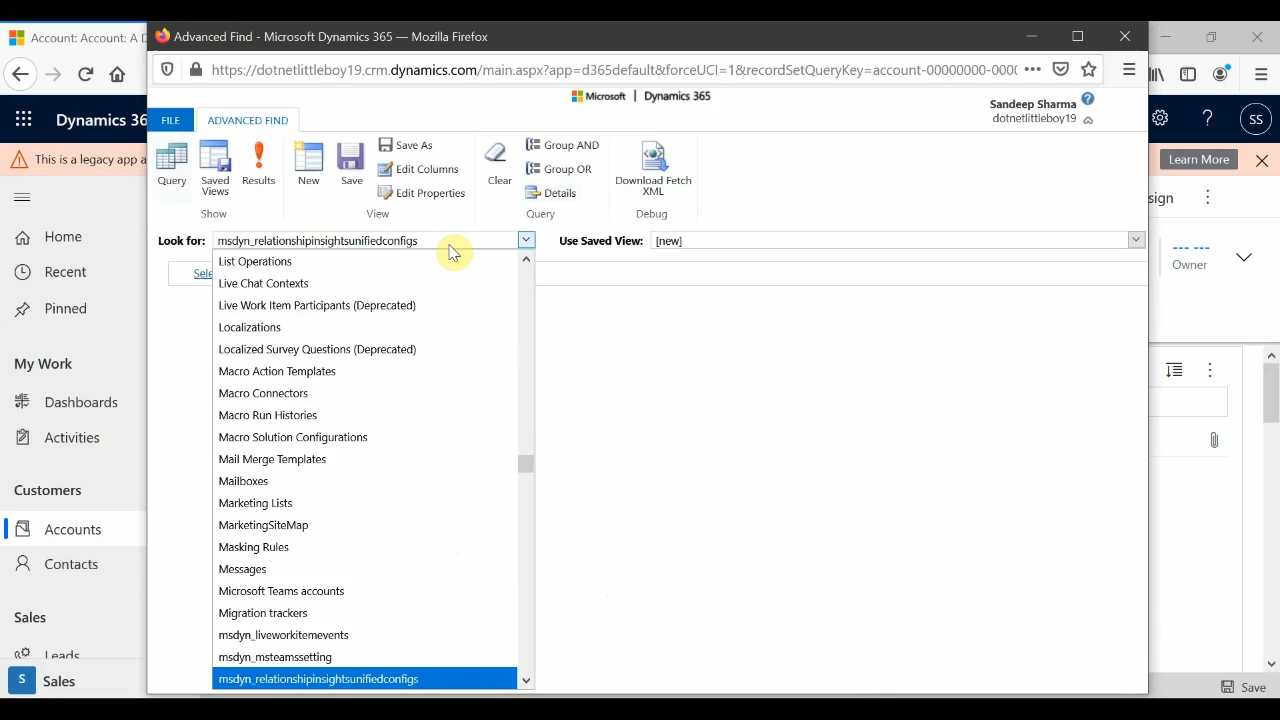 Account: Account: A D
Advanced Find - Microsoft Dynamics 365 — Mozilla Firefox
https://dotnetlittleboy19.crm.dynamics.com/main.aspx?app=d365default&forceUCI=1&recordSetQueryKey=account-00000000-000
Microsoft | Dynamics 365
Sandeep Sharma
dotnetlittleboy19
Dynamics 36
SS
FILE
ADVANCED FIND
This is a legacy app a
Learn More
Query
Saved Views
Results
New
Save
Save As
Edit Columns
Edit Properties
Clear
Group AND
Group OR
Details
Download Fetch XML
Show
View
Query
Debug
sign
Look for:
msdyn_relationshipinsightsunifiedconfigs
Use Saved View:
[new]
Sele
--- ---
Owner
Home
Recent
Pinned
My Work
Dashboards
Activities
Customers
Accounts
Contacts
Sales
Leads
S
Sales
List Operations
Live Chat Contexts
Live Work Item Participants (Deprecated)
Localizations
Localized Survey Questions (Deprecated)
Macro Action Templates
Macro Connectors
Macro Run Histories
Macro Solution Configurations
Mail Merge Templates
Mailboxes
Marketing Lists
MarketingSiteMap
Masking Rules
Messages
Microsoft Teams accounts
Migration trackers
msdyn_liveworkitemevents
msdyn_msteamssetting
msdyn_relationshipinsightsunifiedconfigs
Save